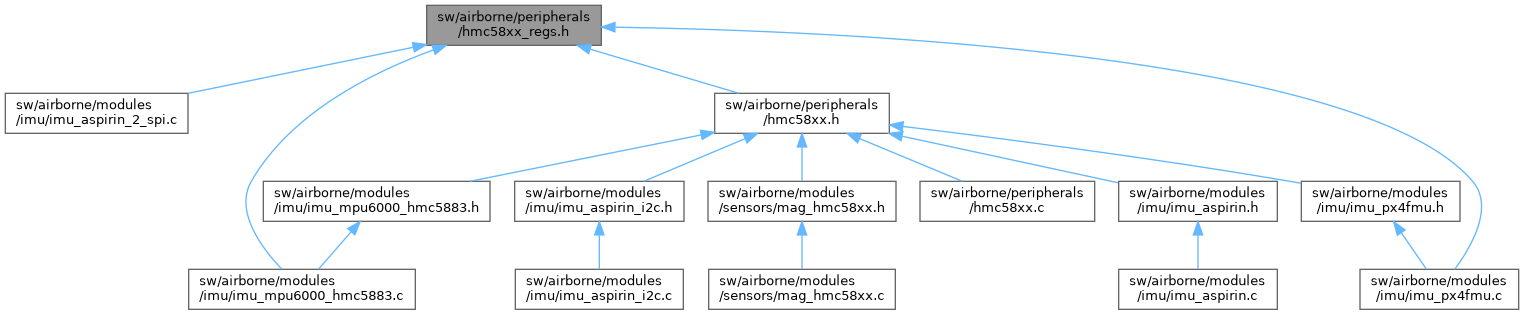 sw/airborne/peripherals
/hmc58xx_regs.h
sw/airborne/modules
/imu/imu_aspirin_2_spi.c
sw/airborne/peripherals
/hmc58xx.h
sw/airborne/modules
/imu/imu_mpu6000_hmc5883.h
sw/airborne/modules
/imu/imu_aspirin_i2c.h
sw/airborne/modules
/sensors/mag_hmc58xx.h
sw/airborne/peripherals
/hmc58xx.c
sw/airborne/modules
/imu/imu_aspirin.h
sw/airborne/modules
/imu/imu_px4fmu.h
sw/airborne/modules
/imu/imu_mpu6000_hmc5883.c
sw/airborne/modules
/imu/imu_aspirin_i2c.c
sw/airborne/modules
/sensors/mag_hmc58xx.c
sw/airborne/modules
/imu/imu_aspirin.c
sw/airborne/modules
/imu/imu_px4fmu.c